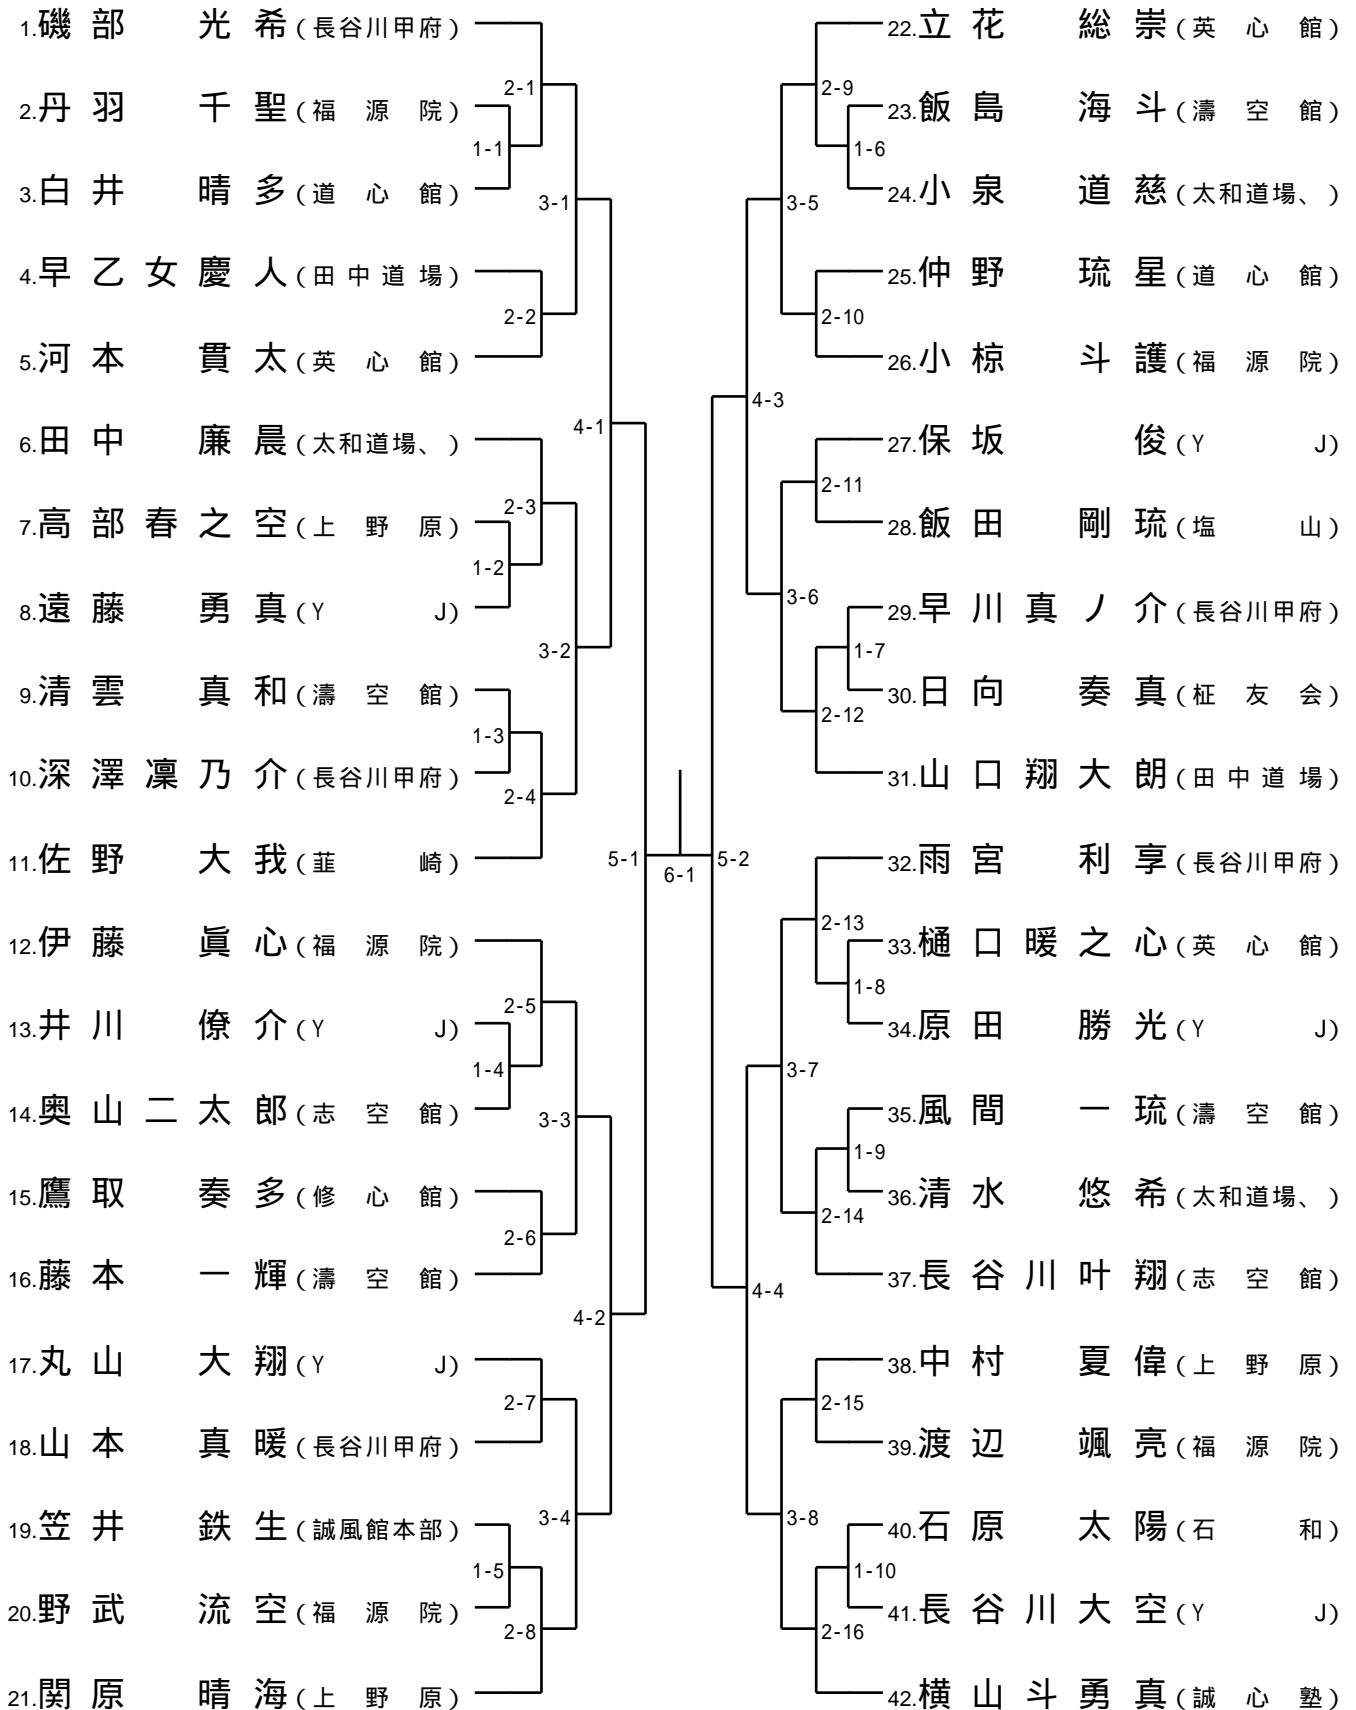 1.磯部 光希(長谷川甲府)
2-1
2.丹羽 千聖(福源院)
1-1
3.白井 晴多(道心館)
3-1
4.早乙女慶人(田中道場)
2-2
5.河本 貫太(英心館)
4-1
6.田中 廉晨(太和道場、)
2-3
7.高部春之空(上野原)
1-2
8.遠藤 勇真(YJ)
3-2
9.清雲 真和(濤空館)
1-3
10.深澤凜乃介(長谷川甲府)
2-4
11.佐野 大我(韮崎)
5-1
12.伊藤 眞心(福源院)
2-5
13.井川 僚介(YJ)
1-4
14.奥山二太郎(志空館)
3-3
15.鷹取 奏多(修心館)
2-6
16.藤本 一輝(濤空館)
4-2
17.丸山 大翔(YJ)
2-7
18.山本 真暖(長谷川甲府)
3-4
19.笠井 鉄生(誠風館本部)
1-5
20.野武 流空(福源院)
2-8
21.関原 晴海(上野原)
6-1
22.立花 総崇(英心館)
2-9
23.飯島 海斗(濤空館)
1-6
24.小泉 道慈(太和道場、)
3-5
25.仲野 琉星(道心館)
2-10
26.小椋 斗護(福源院)
4-3
27.保坂 俊(YJ)
2-11
28.飯田 剛琉(塩山)
3-6
29.早川真ノ介(長谷川甲府)
1-7
30.日向 奏真(柾友会)
2-12
31.山口翔大朗(田中道場)
5-2
32.雨宮 利享(長谷川甲府)
2-13
33.樋口暖之心(英心館)
1-8
34.原田 勝光(YJ)
3-7
35.風間 一琉(濤空館)
1-9
36.清水 悠希(太和道場、)
2-14
37.長谷川叶翔(志空館)
4-4
38.中村 夏偉(上野原)
2-15
39.渡辺 颯亮(福源院)
3-8
40.石原 太陽(石和)
1-10
41.長谷川大空(YJ)
2-16
42.横山斗勇真(誠心塾)